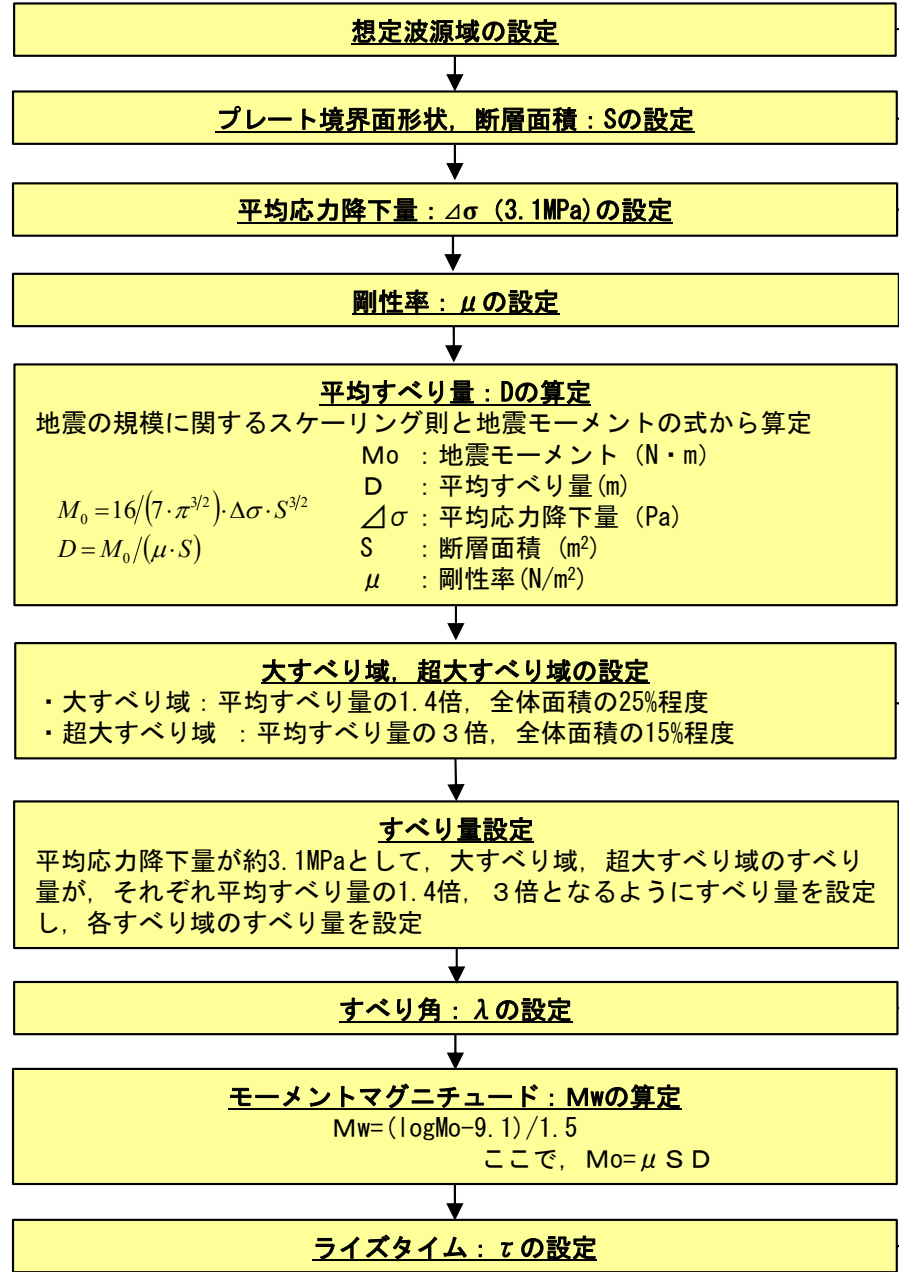 想定波源域の設定
プレート境界面形状，断層面積：Sの設定
平均応力降下量：⊿σ (3.1MPa)の設定
剛性率：μの設定
平均すべり量：Dの算定
地震の規模に関するスケーリング則と地震モーメントの式から算定
Mo ：地震モーメント (N・m)
D ：平均すべり量(m)
⊿σ：平均応力降下量 (Pa)
S ：断層面積 (m²)
μ ：剛性率(N/m²)
M₀=16/(7·π^{3/2})·Δσ·S^{3/2}
D=M₀/(μ·S)
大すべり域，超大すべり域の設定
・大すべり域：平均すべり量の1.4倍，全体面積の25%程度
・超大すべり域 ：平均すべり量の３倍，全体面積の15%程度
すべり量設定
平均応力降下量が約3.1MPaとして，大すべり域，超大すべり域のすべり
量が，それぞれ平均すべり量の1.4倍，３倍となるようにすべり量を設定
し，各すべり域のすべり量を設定
すべり角：λの設定
モーメントマグニチュード：Mwの算定
Mw=(logMo-9.1)/1.5
ここで，Mo=μＳＤ
ライズタイム：τの設定